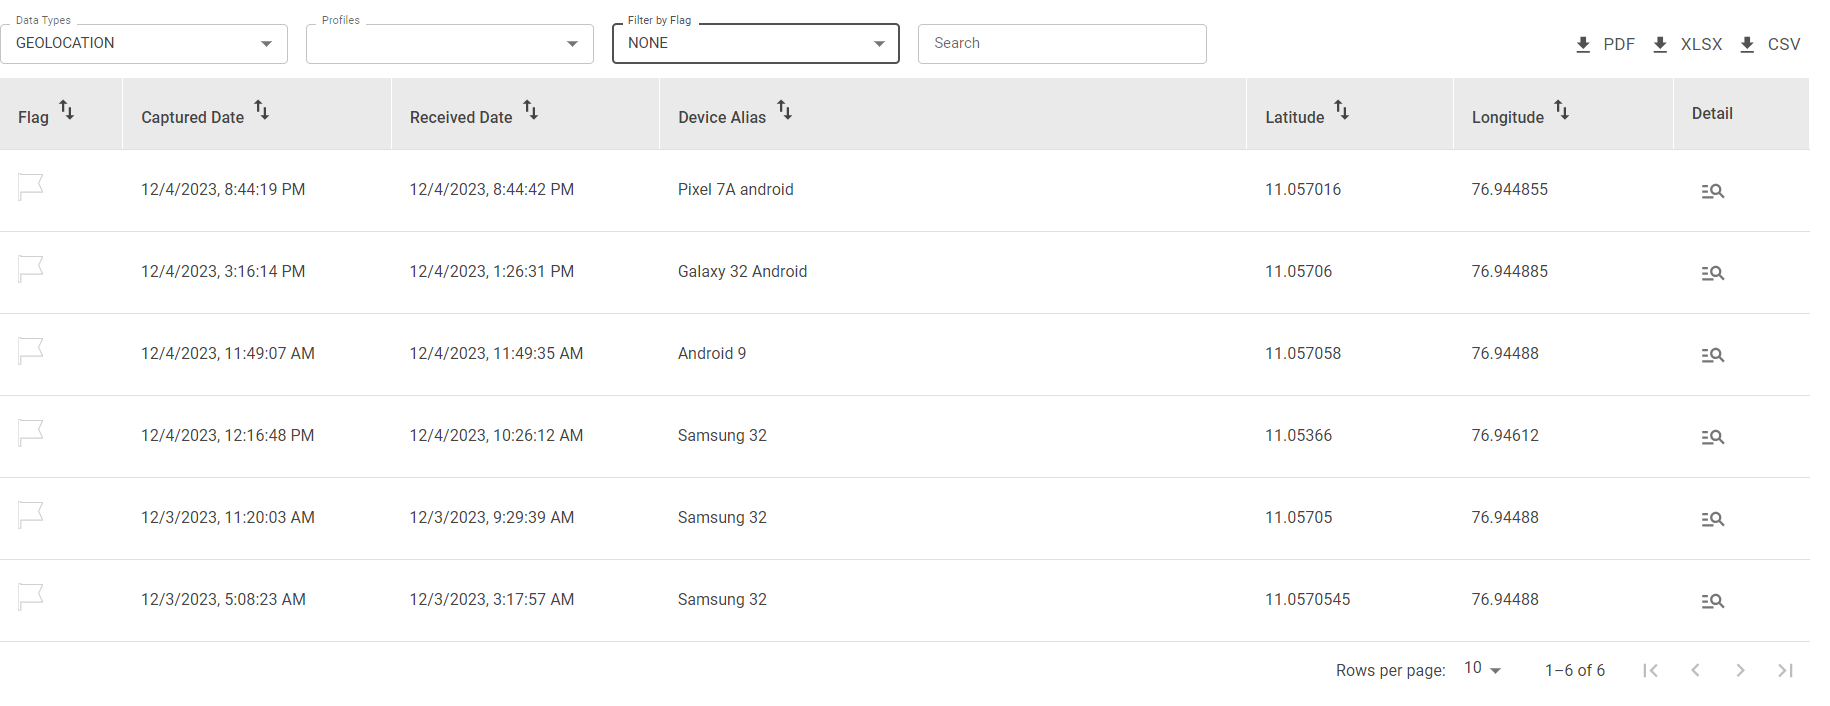 Data Types Profiles Filter by Flag
GEOLOCATION NONE Search PDF XLSX CSV
Flag Captured Date Received Date Device Alias Latitude Longitude Detail
12/4/2023, 8:44:19 PM 12/4/2023, 8:44:42 PM Pixel 7A android 11.057016 76.944855
12/4/2023, 3:16:14 PM 12/4/2023, 1:26:31 PM Galaxy 32 Android 11.05706 76.944885
12/4/2023, 11:49:07 AM 12/4/2023, 11:49:35 AM Android 9 11.057058 76.94488
12/4/2023, 12:16:48 PM 12/4/2023, 10:26:12 AM Samsung 32 11.05366 76.94612
12/3/2023, 11:20:03 AM 12/3/2023, 9:29:39 AM Samsung 32 11.05705 76.94488
12/3/2023, 5:08:23 AM 12/3/2023, 3:17:57 AM Samsung 32 11.0570545 76.94488
Rows per page: 10 1–6 of 6